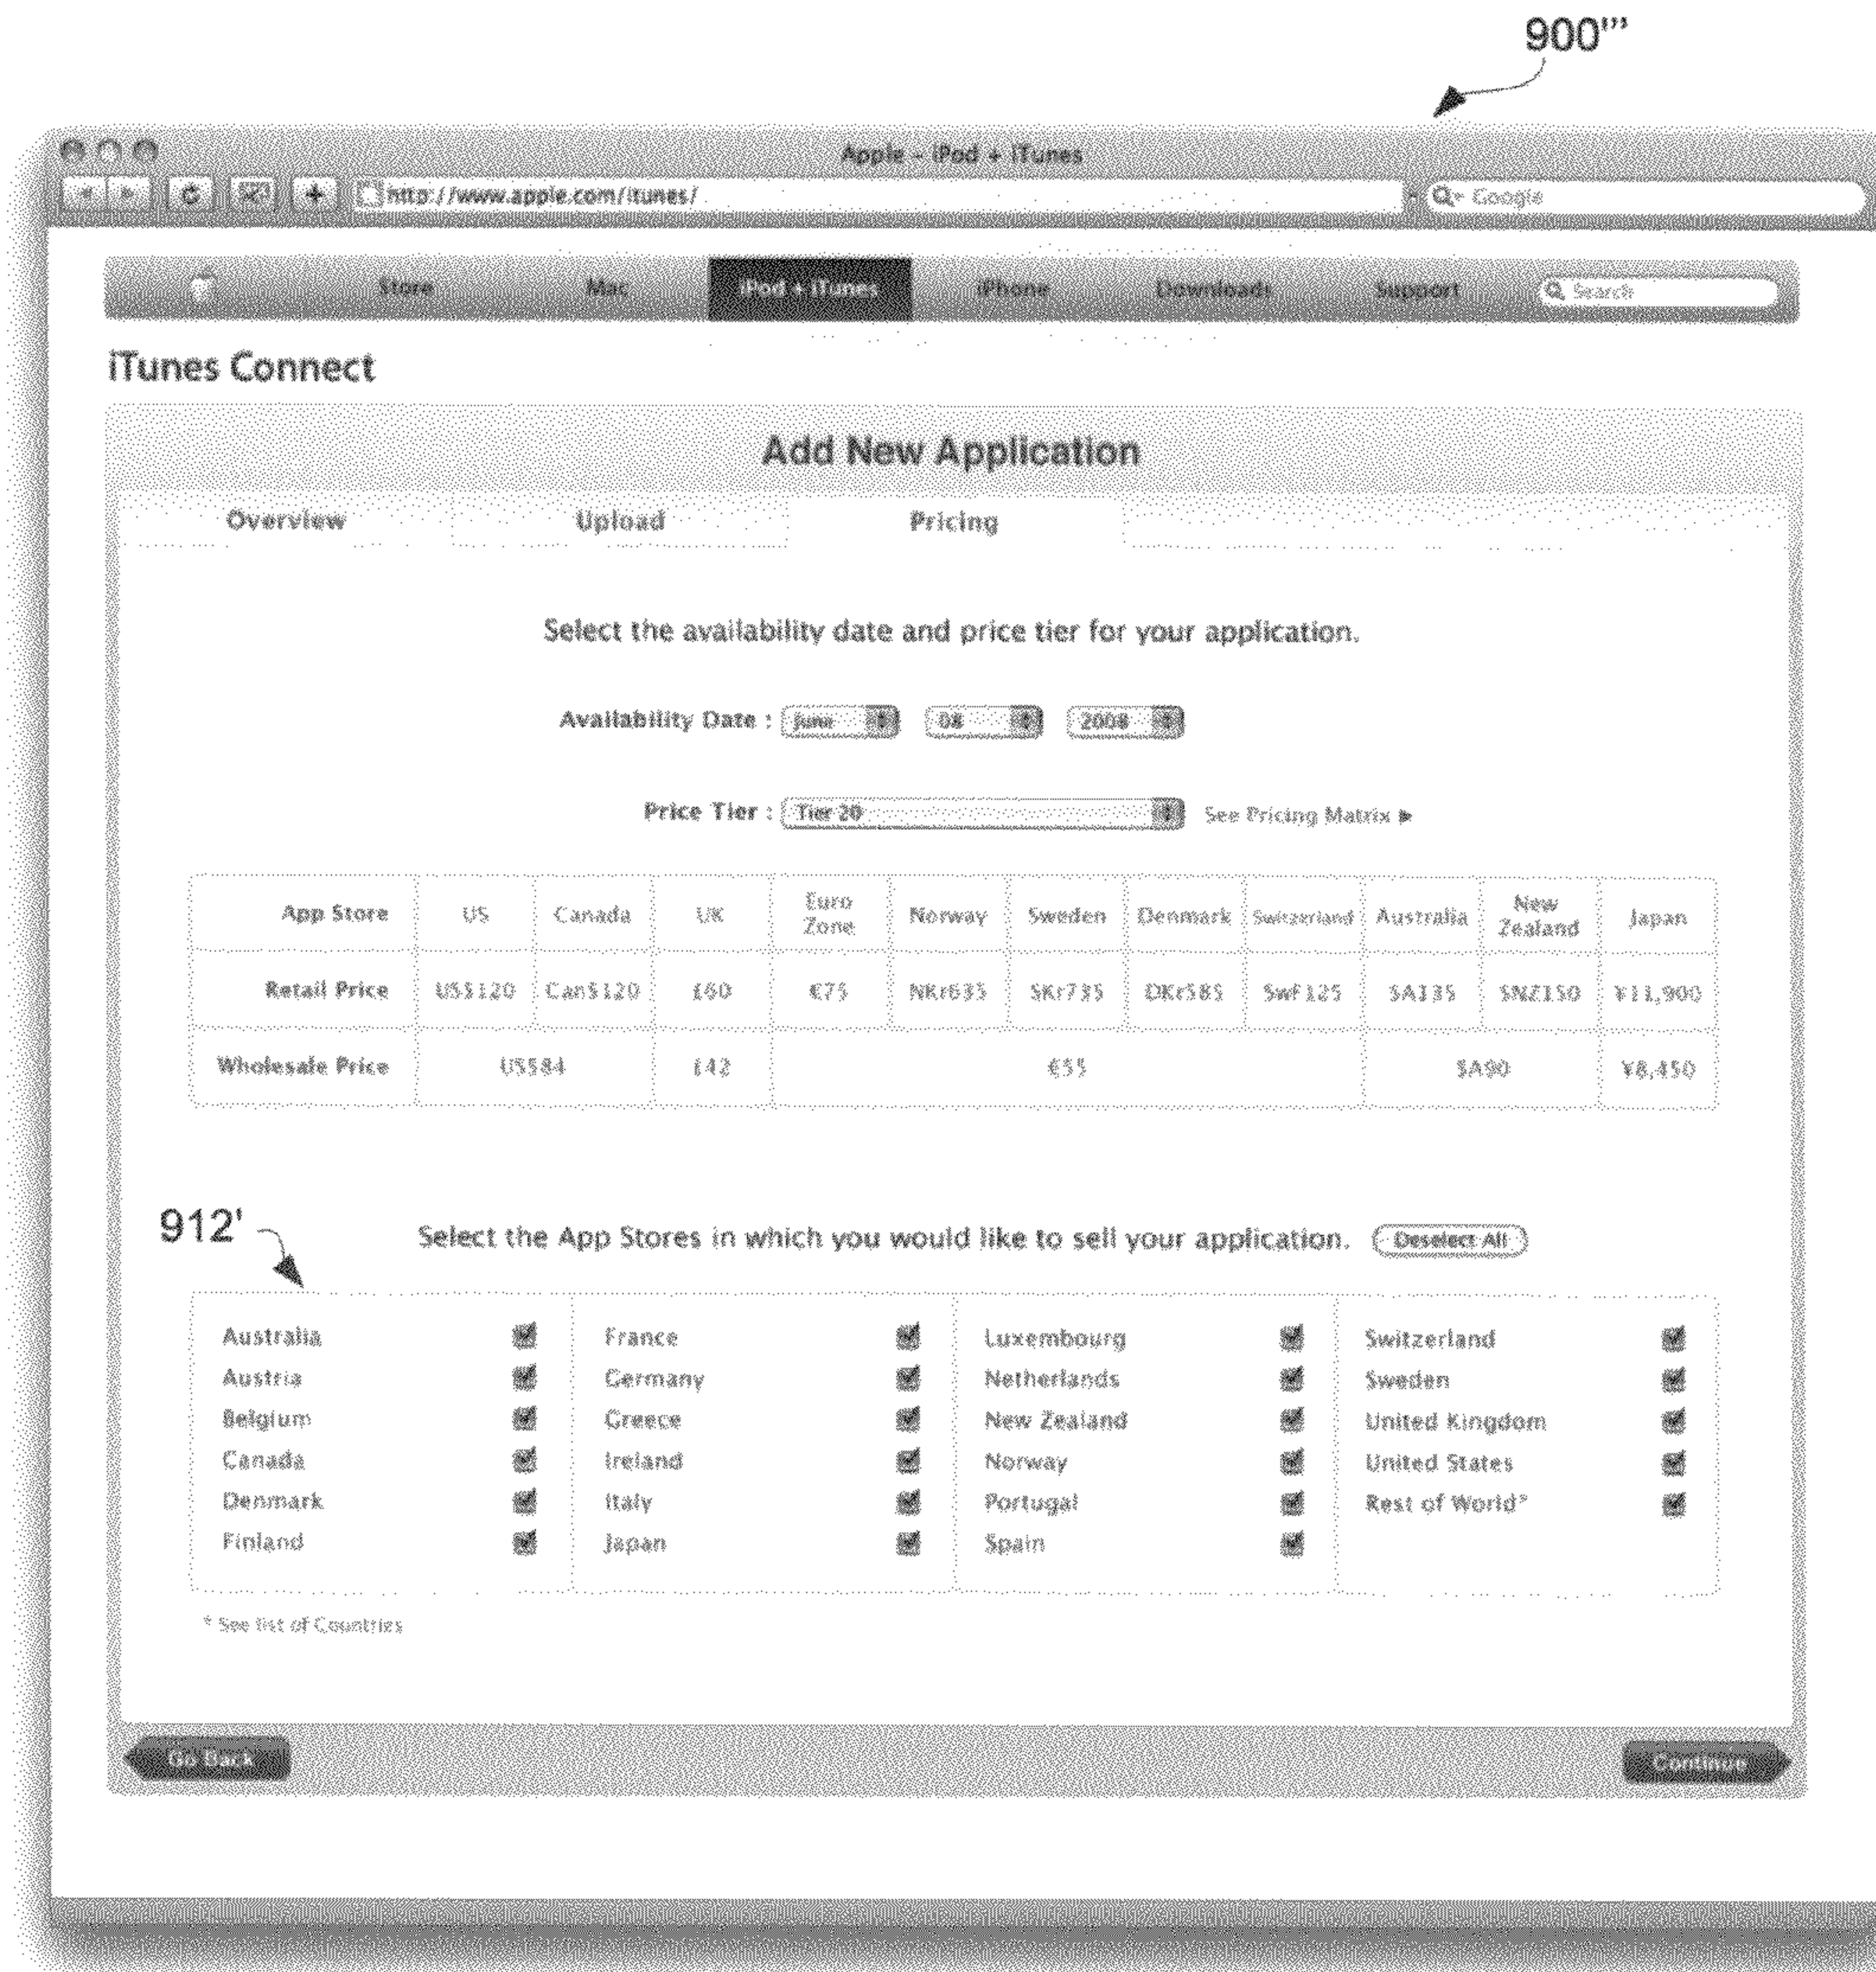 900'''
Apple – iPod + iTunes
http://www.apple.com/itunes/
Google
Store Mac iPod + iTunes iPhone Downloads Support Search
iTunes Connect
Add New Application
Overview Upload Pricing
Select the availability date and price tier for your application.
Availability Date : June 08 2008
Price Tier : Tier 20 See Pricing Matrix ▶
App Store US Canada UK Euro Zone Norway Sweden Denmark Switzerland Australia New Zealand Japan
Retail Price US$120 Can$120 £60 €75 NKr635 SKr735 DKr585 SwF125 $A135 $NZ150 ¥11,900
Wholesale Price US$84 £42 €55 $A90 ¥8,450
912'
Select the App Stores in which you would like to sell your application. Deselect All
Australia France Luxembourg Switzerland
Austria Germany Netherlands Sweden
Belgium Greece New Zealand United Kingdom
Canada Ireland Norway United States
Denmark Italy Portugal Rest of World*
Finland Japan Spain
* See list of Countries
Go Back Continue